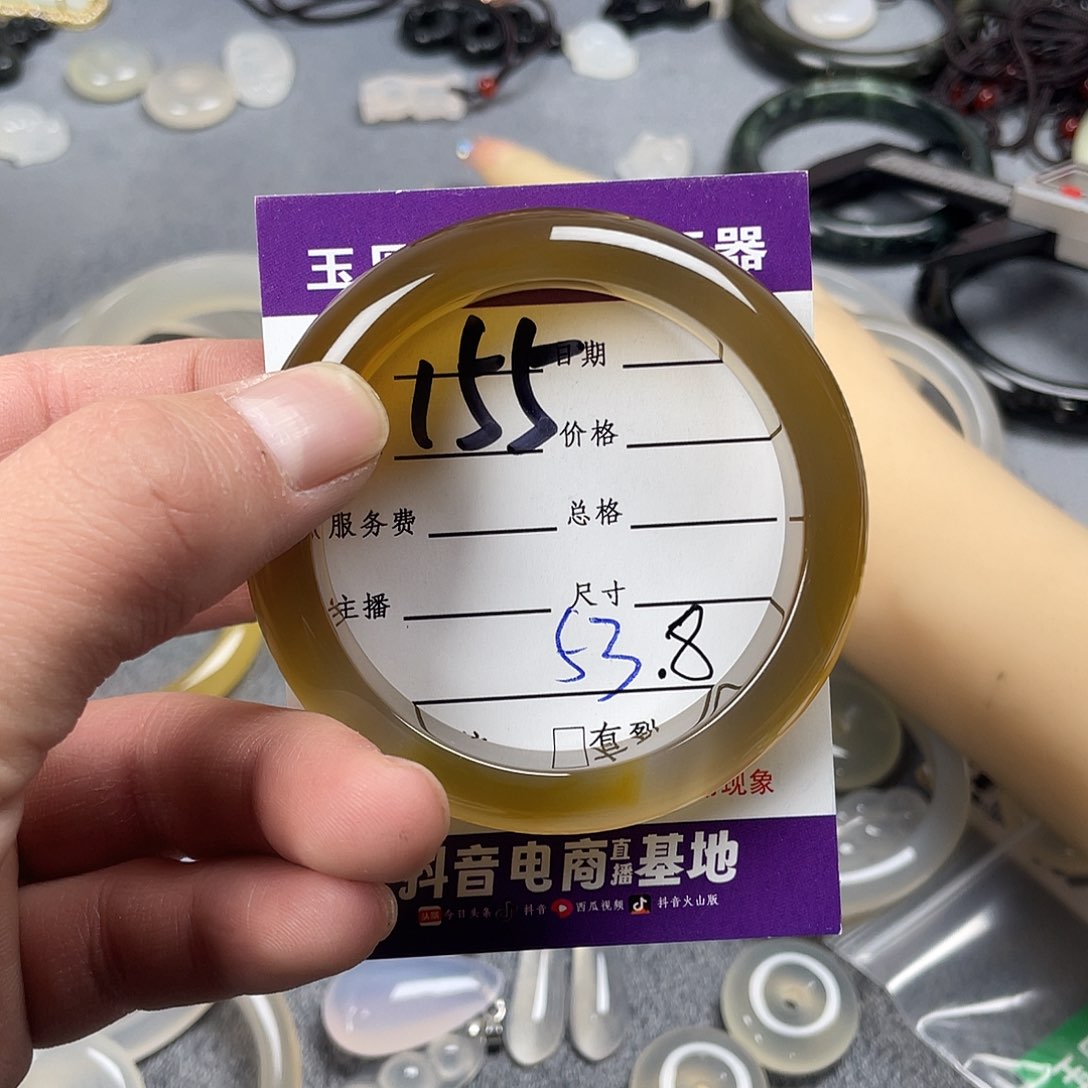 玉 器
155 日期
价格
服务费 总格
主播 尺寸
53.8
有到
现象
抖音电商直播基地
今日头条 抖音 西瓜视频 抖音火山版